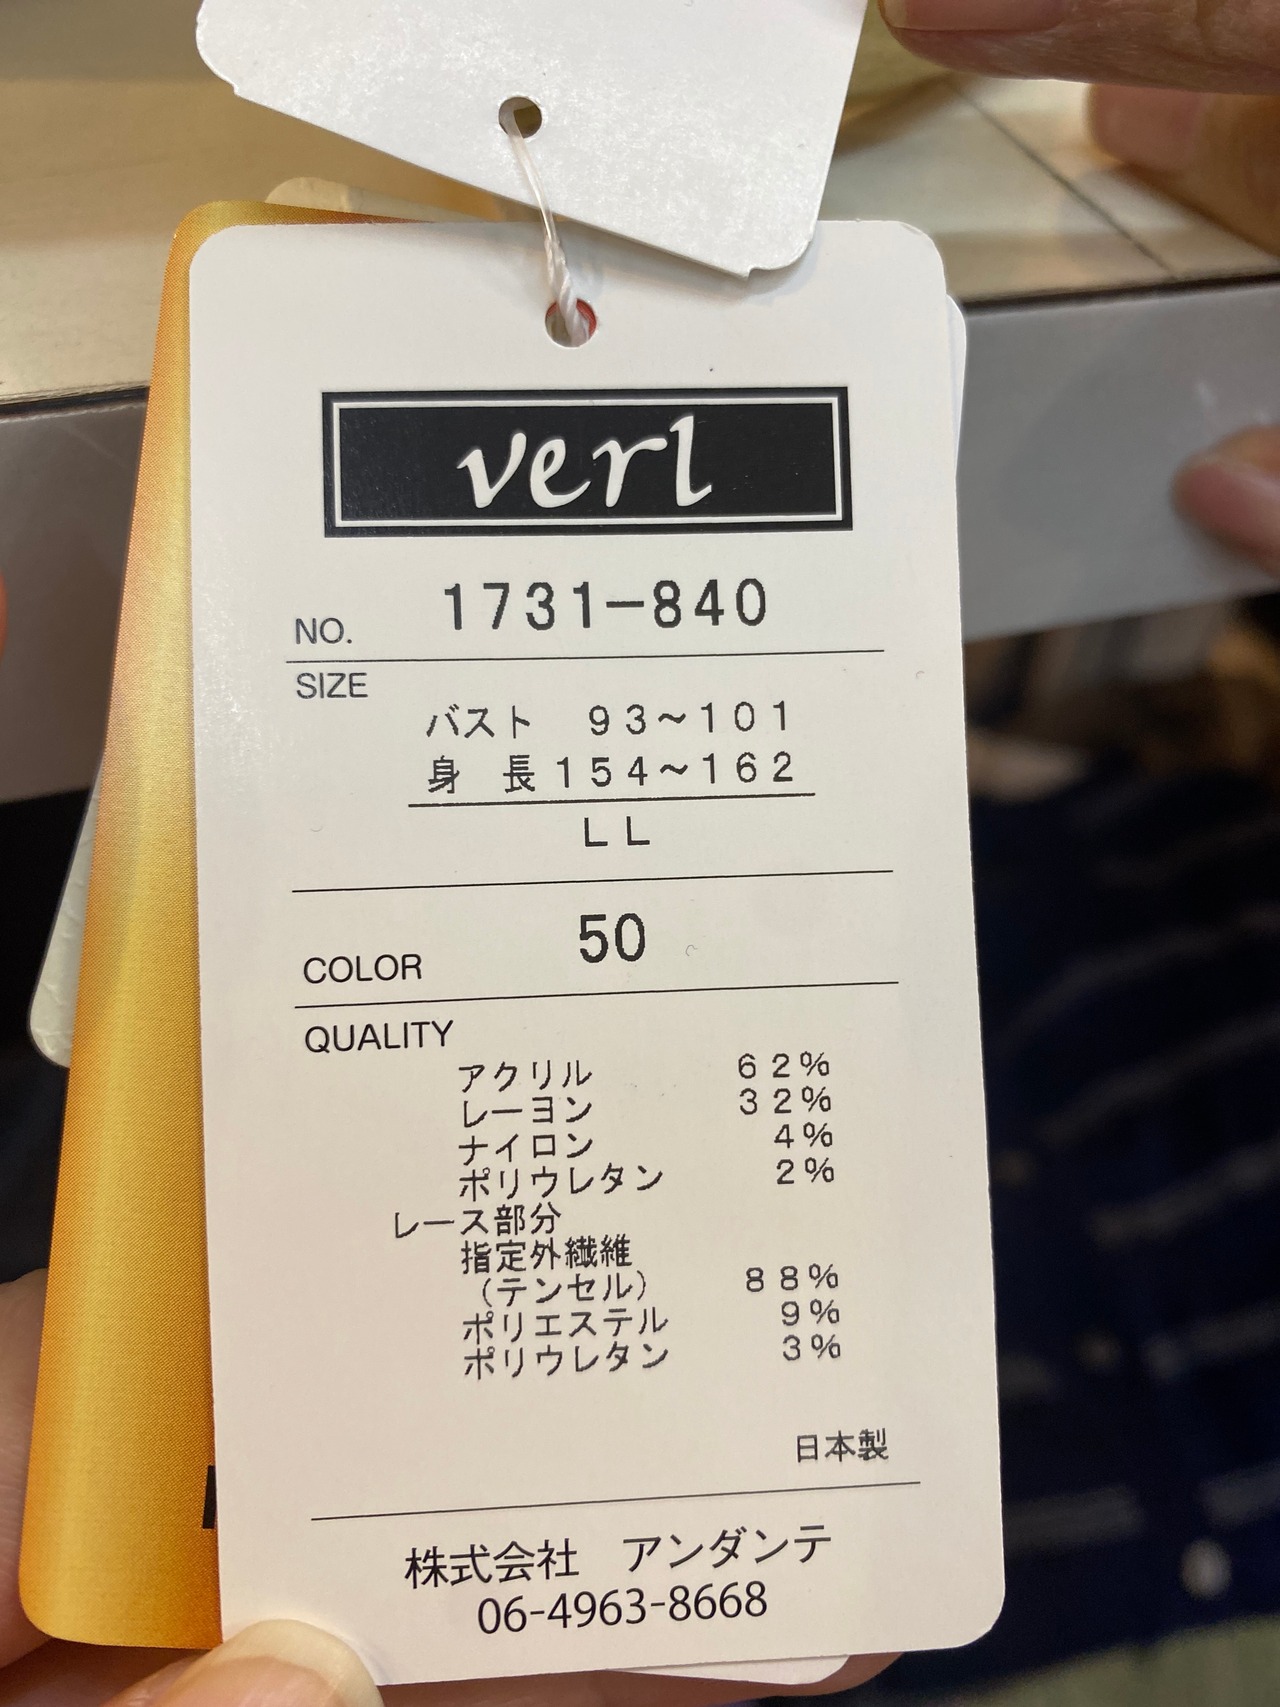 verl
NO. 1731-840
SIZE
バスト 93~101
身 長154~162
LL
COLOR 50
QUALITY
アクリル 62%
レーヨン 32%
ナイロン 4%
ポリウレタン 2%
レース部分
指定外繊維
(テンセル) 88%
ポリエステル 9%
ポリウレタン 3%
日本製
株式会社 アンダンテ
06-4963-8668